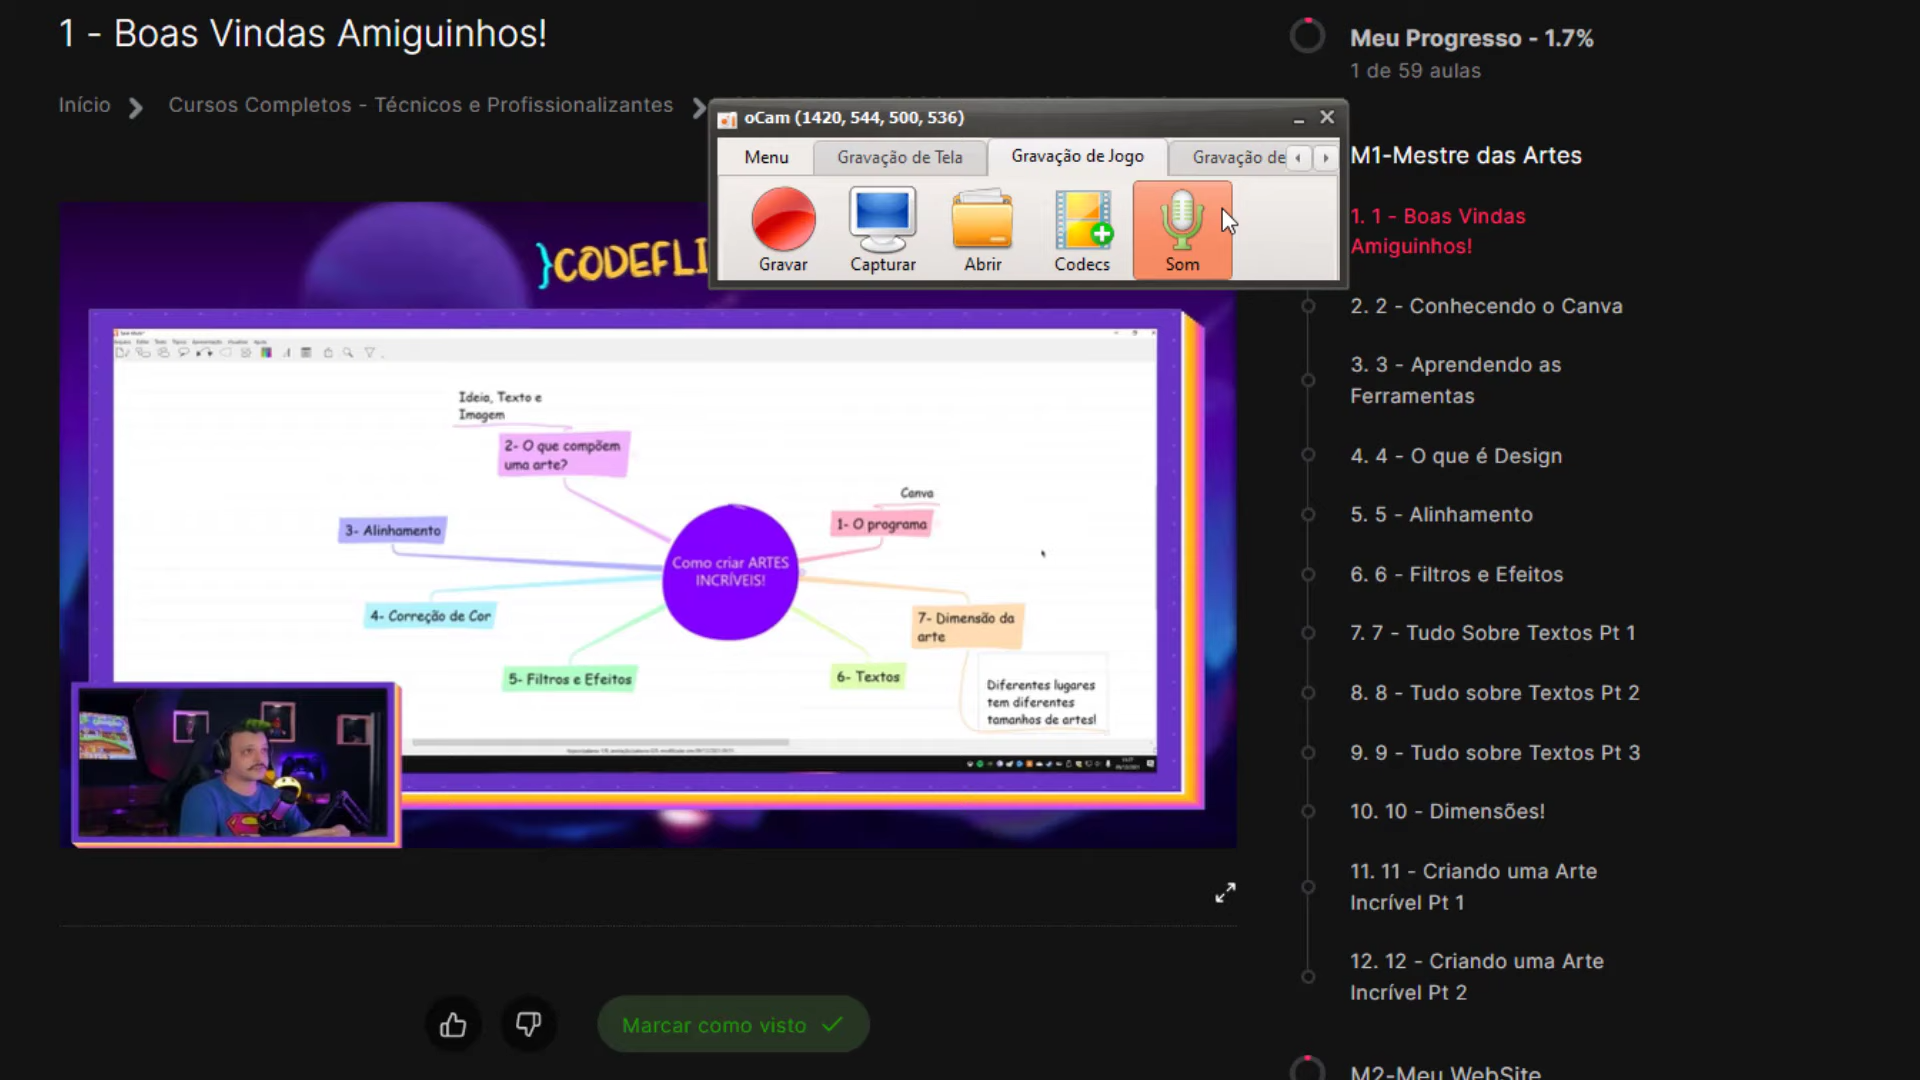 1 - Boas Vindas Amiguinhos!
Início
Cursos Completos - Técnicos e Profissionalizantes
oCam (1420, 544, 500, 536)
Menu
Gravação de Tela
Gravação de Jogo
Gravação de
Gravar
Capturar
Abrir
Codecs
Som
}CODEFLI
Ideia, Texto e
Imagem
2- O que compõem
uma arte?
Canva
1- O programa
3- Alinhamento
Como criar ARTES
INCRÍVEIS!
4- Correção de Cor
7- Dimensão da
arte
5- Filtros e Efeitos
6- Textos
Diferentes lugares
tem diferentes
tamanhos de artes!
Marcar como visto
Meu Progresso - 1.7%
1 de 59 aulas
M1-Mestre das Artes
1. 1 - Boas Vindas
Amiguinhos!
2. 2 - Conhecendo o Canva
3. 3 - Aprendendo as
Ferramentas
4. 4 - O que é Design
5. 5 - Alinhamento
6. 6 - Filtros e Efeitos
7. 7 - Tudo Sobre Textos Pt 1
8. 8 - Tudo sobre Textos Pt 2
9. 9 - Tudo sobre Textos Pt 3
10. 10 - Dimensões!
11. 11 - Criando uma Arte
Incrível Pt 1
12. 12 - Criando uma Arte
Incrível Pt 2
M2-Meu WebSite